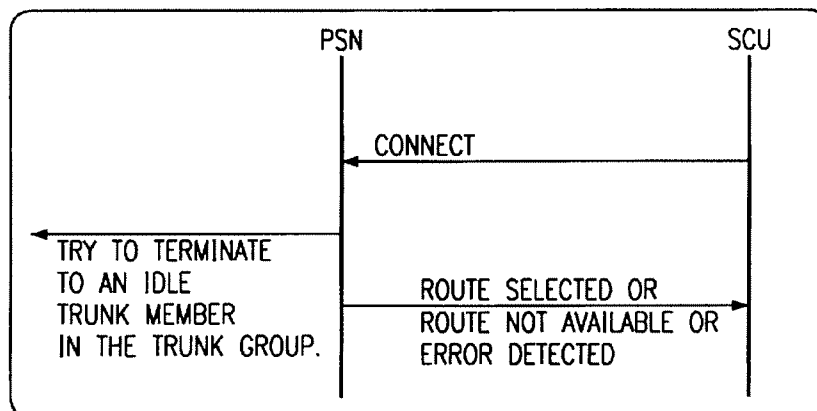 PSN
SCU
CONNECT
TRY TO TERMINATE
TO AN IDLE
TRUNK MEMBER
IN THE TRUNK GROUP.
ROUTE SELECTED OR
ROUTE NOT AVAILABLE OR
ERROR DETECTED